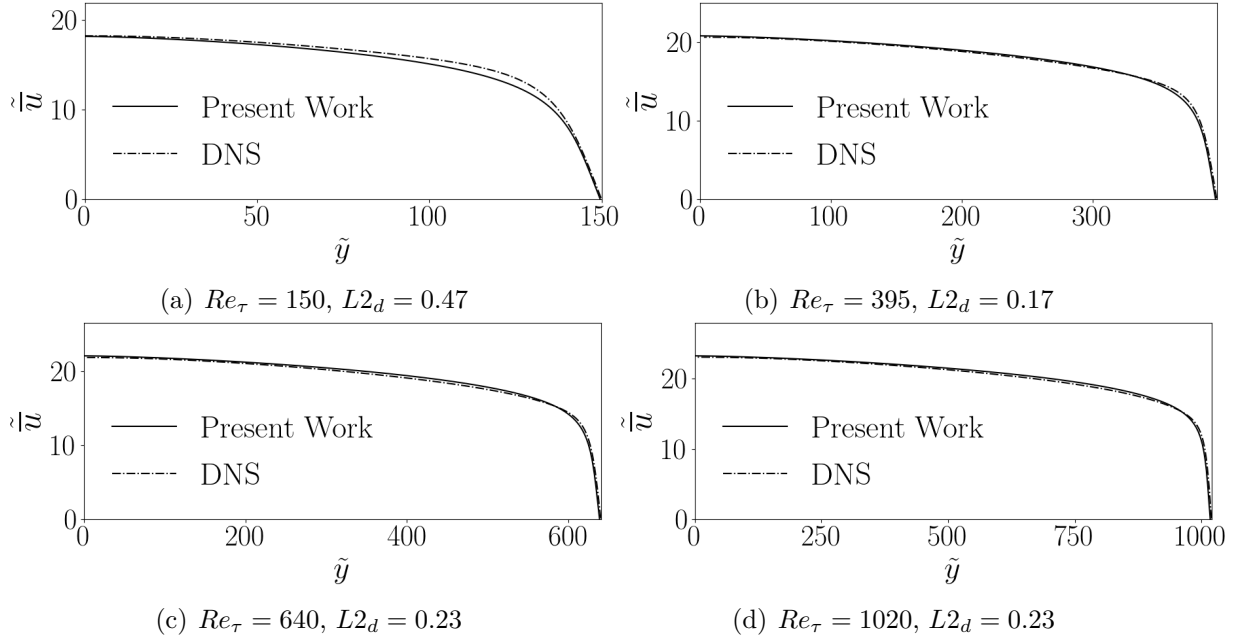 20
10
0
ũ̅
Present Work
DNS
0 50 100 150
ỹ
(a) Re_τ = 150, L2_d = 0.47
20
10
0
ũ̅
Present Work
DNS
0 100 200 300
ỹ
(b) Re_τ = 395, L2_d = 0.17
20
10
0
ũ̅
Present Work
DNS
0 200 400 600
ỹ
(c) Re_τ = 640, L2_d = 0.23
20
10
0
ũ̅
Present Work
DNS
0 250 500 750 1000
ỹ
(d) Re_τ = 1020, L2_d = 0.23